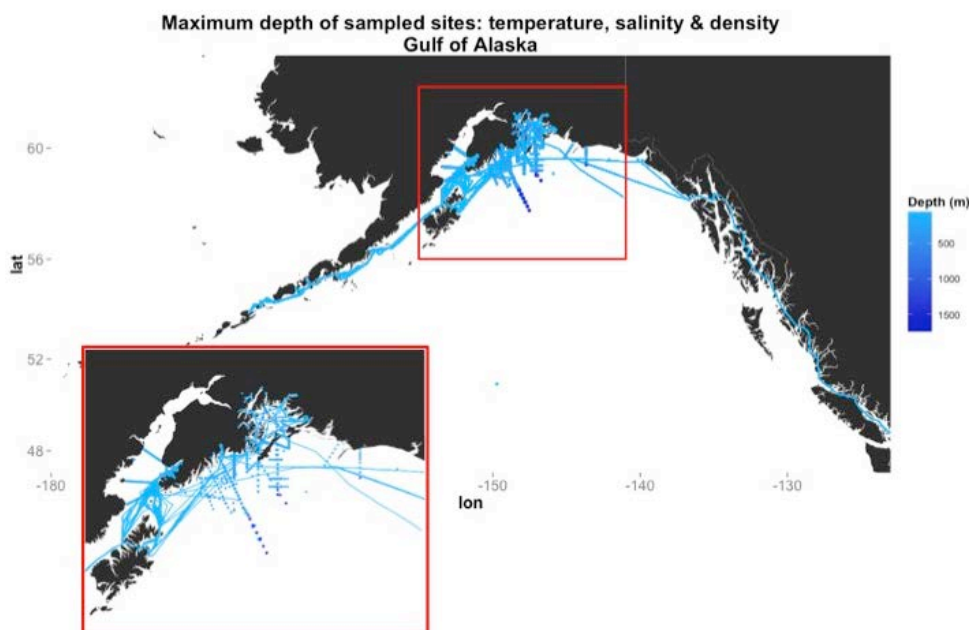 Maximum depth of sampled sites: temperature, salinity & density
Gulf of Alaska
60
56
52
48
lat
-180
-150
-140
-130
lon
Depth (m)
500
1000
1500